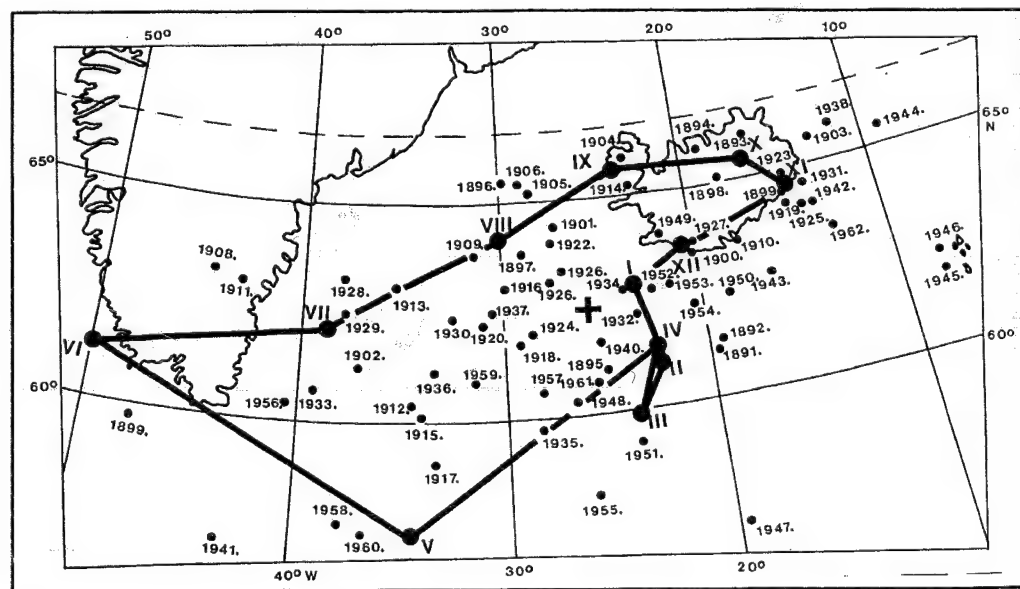 50° 40° 30° 20° 10°
1938.
1944.
1894.
1904. 1893. X 1903. 65°
N
65° IX 1923.
1906. XI
1896. 1905. 1914. 1898. 1899. 1931.
1942.
1919.
1901. 1949. 1927. 1925.
VIII 1962.
1909. 1922. 1910. 1946.
1908. 1897. XII 1900.
1926. I 1952. 1945.
1911. 1928. 1916 1934. 1953. 1950. 1943.
1913. 1926.
VII 1937. 1932. 1954.
1929. 1930. 1920. 1924. IV 1892. 60°
VI 1918. 1940. 1891.
1902. 1895. II
60° 1936. 1959. 1961.
1957.
1956. 1933. 1912. 1948. III
1899. 1915. 1935.
1951.
1917.
1955.
1958. 1947.
1941. 1960. V
40° W 30° 20° 10°